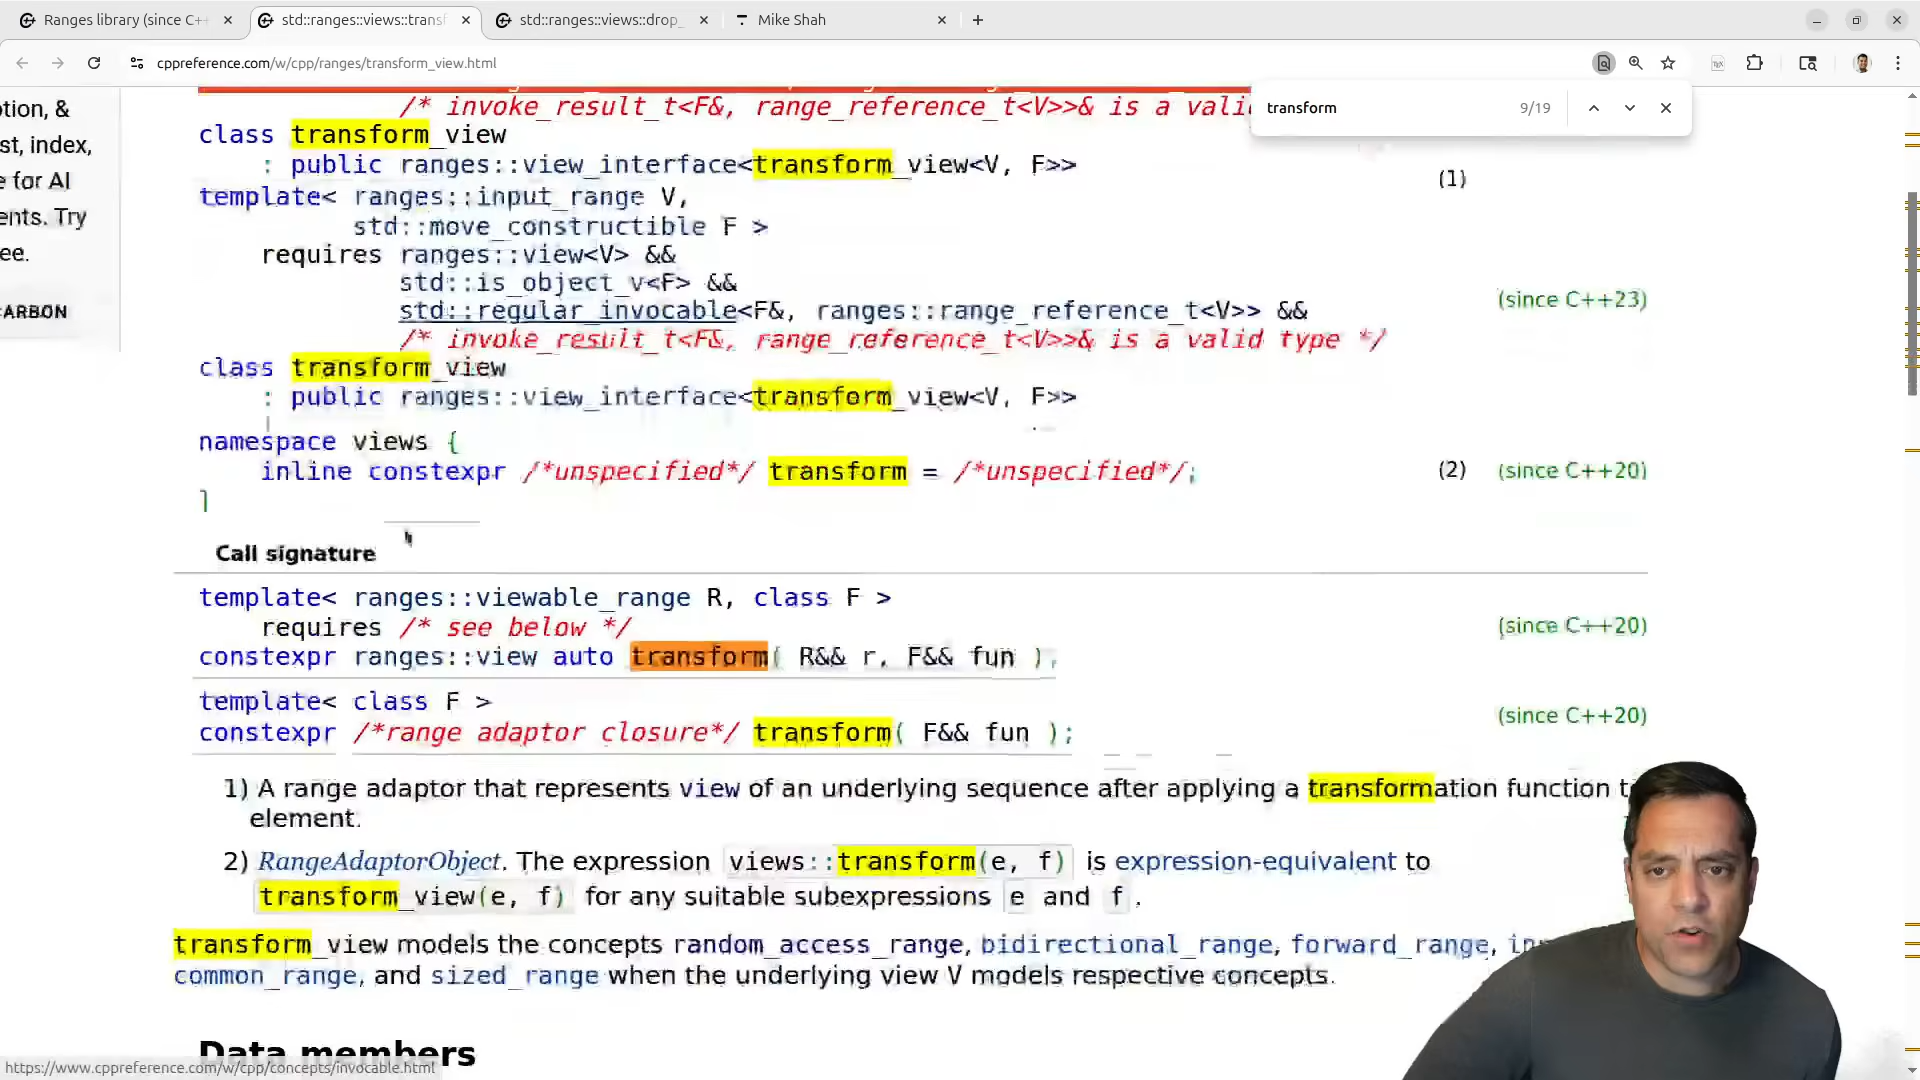 Ranges library (since C++
std::ranges::views::transf
std::ranges::views::drop_
Mike Shah
cppreference.com/w/cpp/ranges/transform_view.html
transform
9/19
ption, &
st, index,
e for AI
ents. Try
ee.
ARBON
/* invoke_result_t<F&, range_reference_t<V>>& is a vali
class transform_view
: public ranges::view_interface<transform_view<V, F>>
(1)
template< ranges::input_range V,
std::move_constructible F >
requires ranges::view<V> &&
std::is_object_v<F> &&
(since C++23)
std::regular_invocable<F&, ranges::range_reference_t<V>> &&
/* invoke_result_t<F&, range_reference_t<V>>& is a valid type */
class transform_view
: public ranges::view_interface<transform_view<V, F>>
namespace views {
inline constexpr /*unspecified*/ transform = /*unspecified*/;
(2)
(since C++20)
}
Call signature
template< ranges::viewable_range R, class F >
requires /* see below */
(since C++20)
constexpr ranges::view auto transform( R&& r, F&& fun );
template< class F >
(since C++20)
constexpr /*range adaptor closure*/ transform( F&& fun );
1) A range adaptor that represents view of an underlying sequence after applying a transformation function t
element.
2) RangeAdaptorObject. The expression views::transform(e, f) is expression-equivalent to
transform_view(e, f) for any suitable subexpressions e and f.
transform_view models the concepts random_access_range, bidirectional_range, forward_range, in
common_range, and sized_range when the underlying view V models respective concepts.
Data members
https://www.cppreference.com/w/cpp/concepts/invocable.html